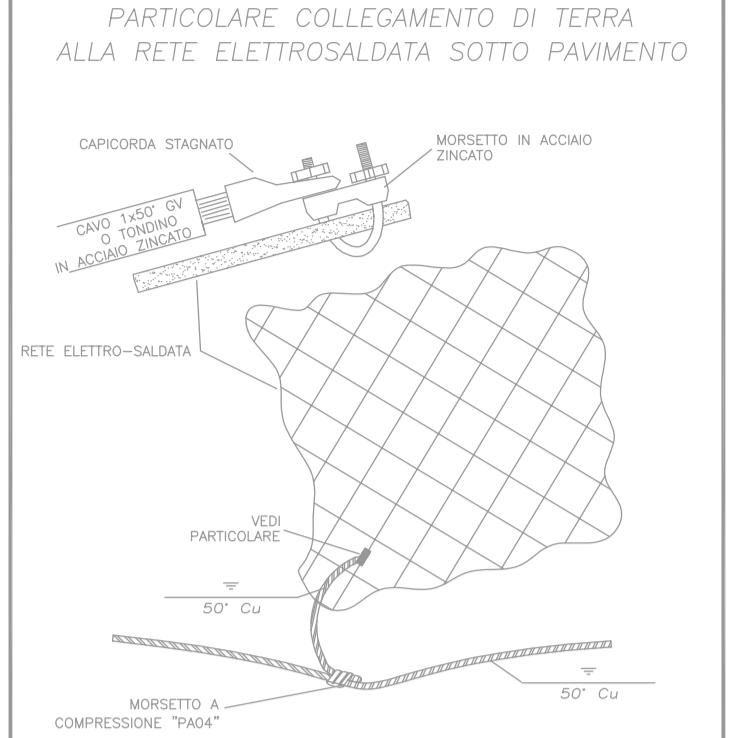 PARTICOLARE COLLEGAMENTO DI TERRA
ALLA RETE ELETTROSALDATA SOTTO PAVIMENTO
CAPICORDA STAGNATO
MORSETTO IN ACCIAIO
ZINCATO
CAVO 1x50° GV
O TONDINO
IN ACCIAIO ZINCATO
RETE ELETTRO-SALDATA
VEDI
PARTICOLARE
50° Cu
50° Cu
MORSETTO A
COMPRESSIONE "PA04"